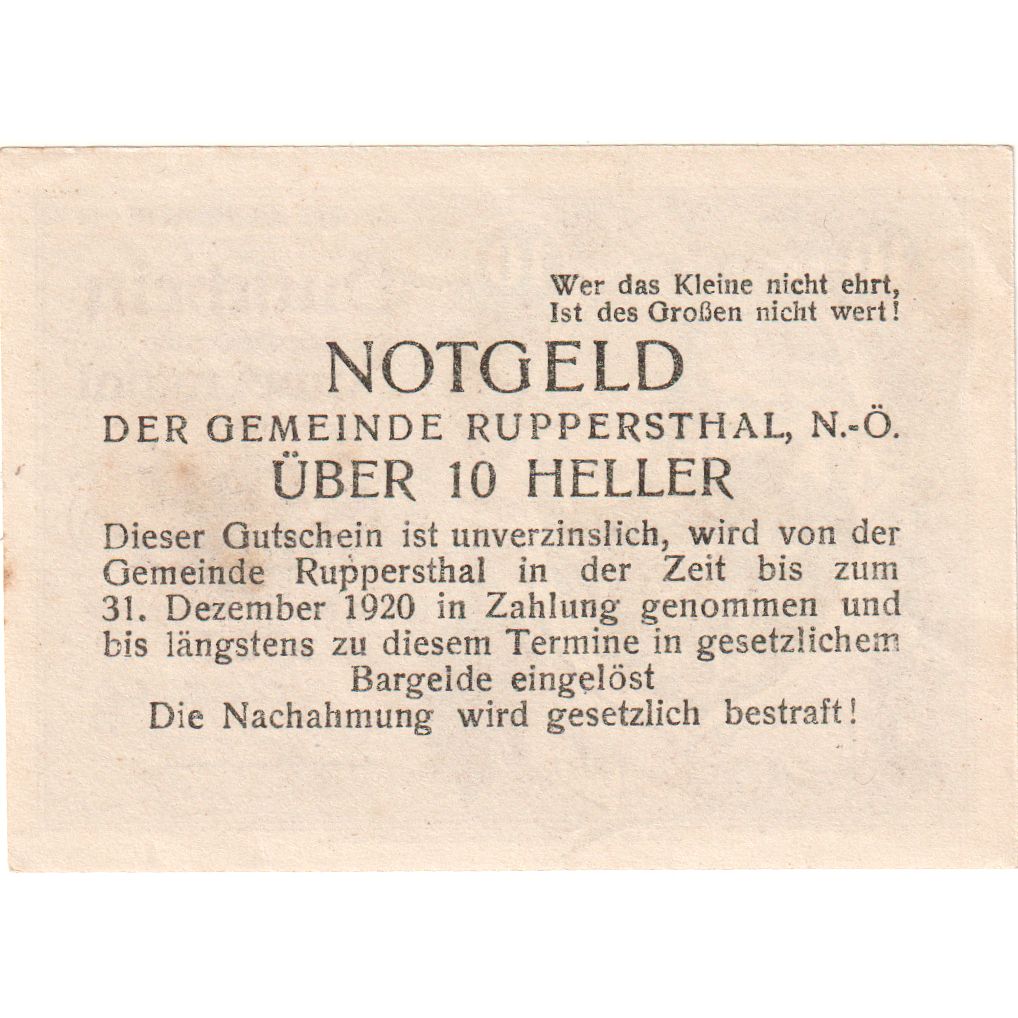 Wer das Kleine nicht ehrt,
Ist des Großen nicht wert!
NOTGELD
DER GEMEINDE RUPPERSTHAL, N.-Ö.
ÜBER 10 HELLER
Dieser Gutschein ist unverzinslich, wird von der
Gemeinde Ruppersthal in der Zeit bis zum
31. Dezember 1920 in Zahlung genommen und
bis längstens zu diesem Termine in gesetzlichem
Bargelde eingelöst
Die Nachahmung wird gesetzlich bestraft!